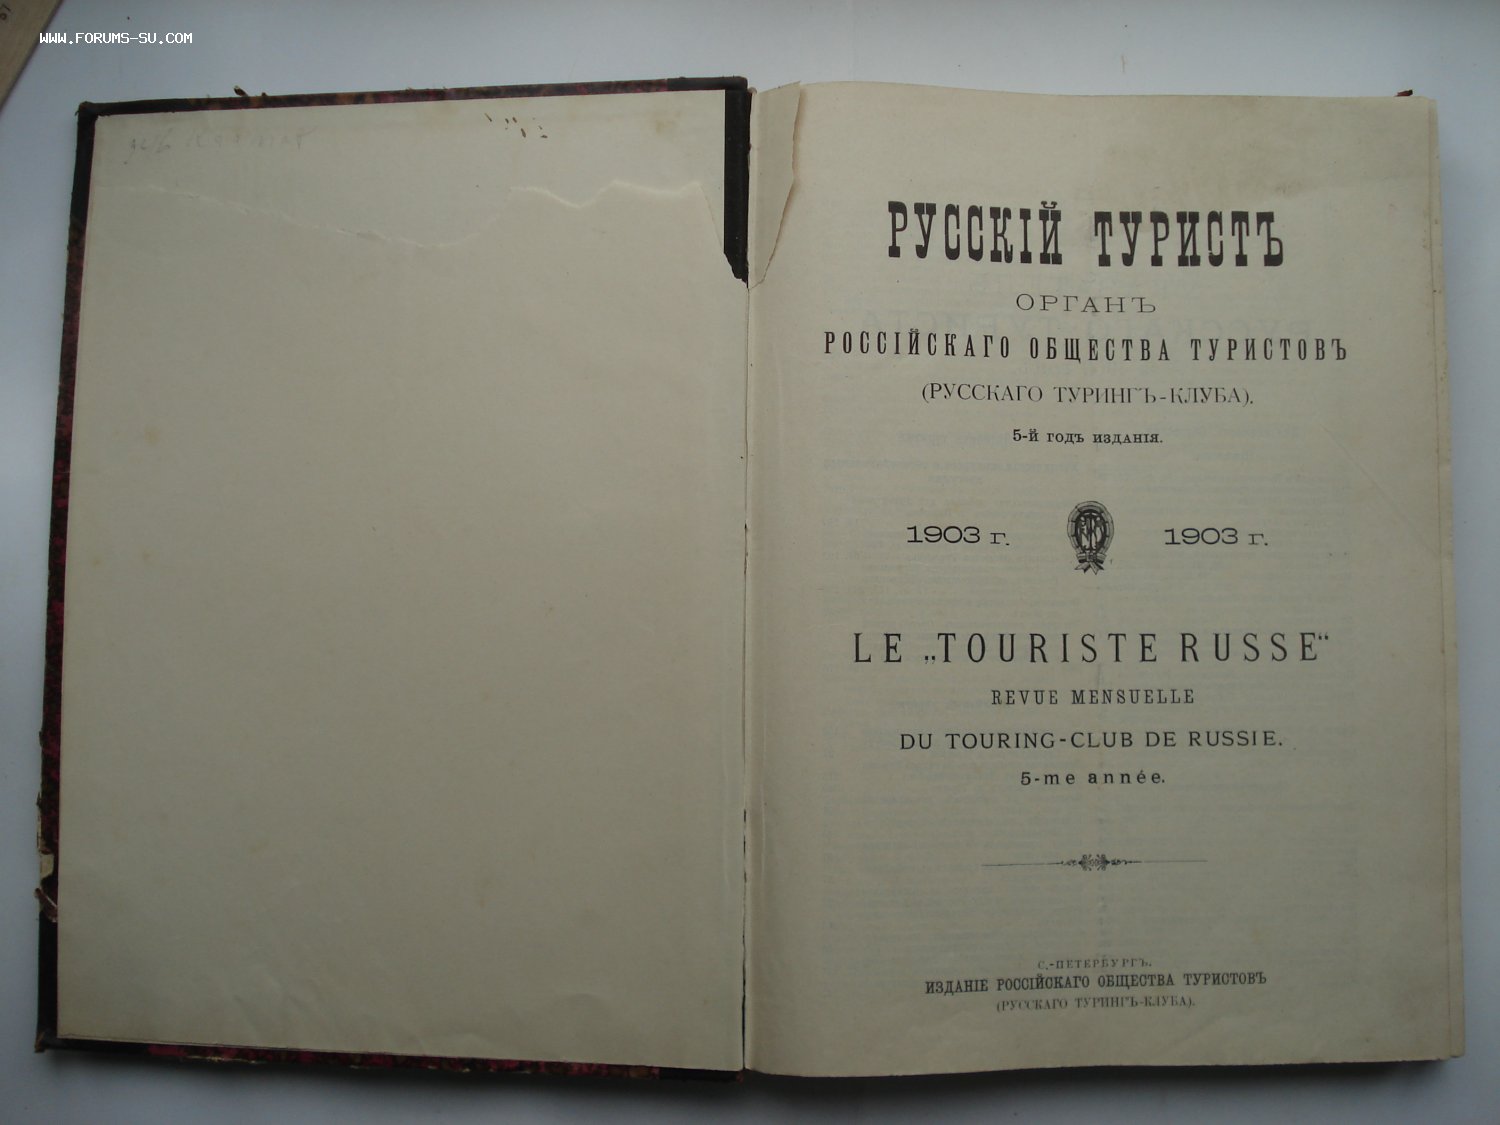 WWW.FORUMS-SU.COM
РУССКІЙ ТУРИСТЪ
ОРГАНЪ
РОССІЙСКАГО ОБЩЕСТВА ТУРИСТОВЪ
(РУССКАГО ТУРИНГЪ-КЛУБА).
5-й годъ изданія.
1903 г. 1903 г.
LE „TOURISTE RUSSE“
REVUE MENSUELLE
DU TOURING-CLUB DE RUSSIE.
5-me année.
С.-ПЕТЕРБУРГЪ.
ИЗДАНІЕ РОССІЙСКАГО ОБЩЕСТВА ТУРИСТОВЪ
(РУССКАГО ТУРИНГЪ-КЛУБА).